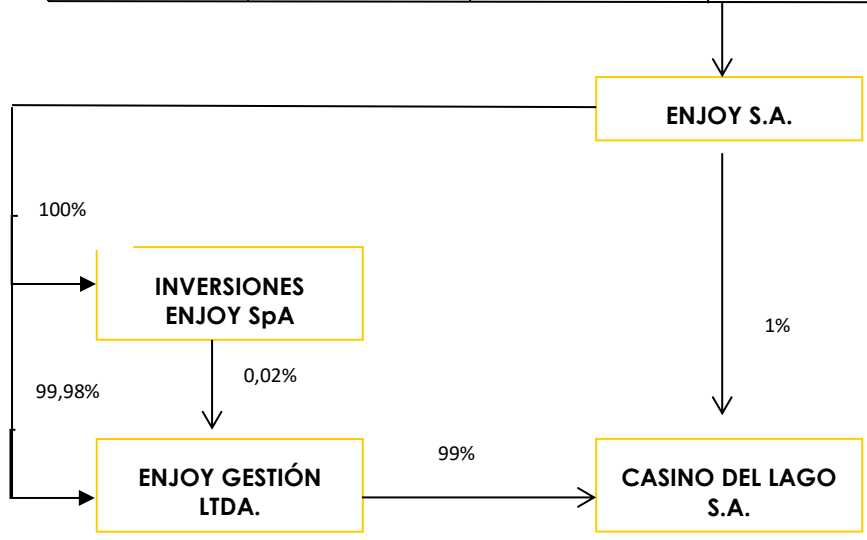 ENJOY S.A.
100%
INVERSIONES
ENJOY SpA
1%
0,02%
99,98%
99%
ENJOY GESTIÓN
LTDA.
CASINO DEL LAGO
S.A.